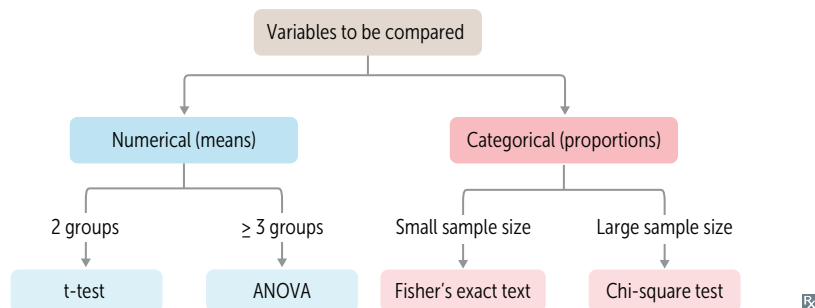 Variables to be compared
Numerical (means)
Categorical (proportions)
2 groups
≥ 3 groups
Small sample size
Large sample size
t-test
ANOVA
Fisher's exact text
Chi-square test
Rx